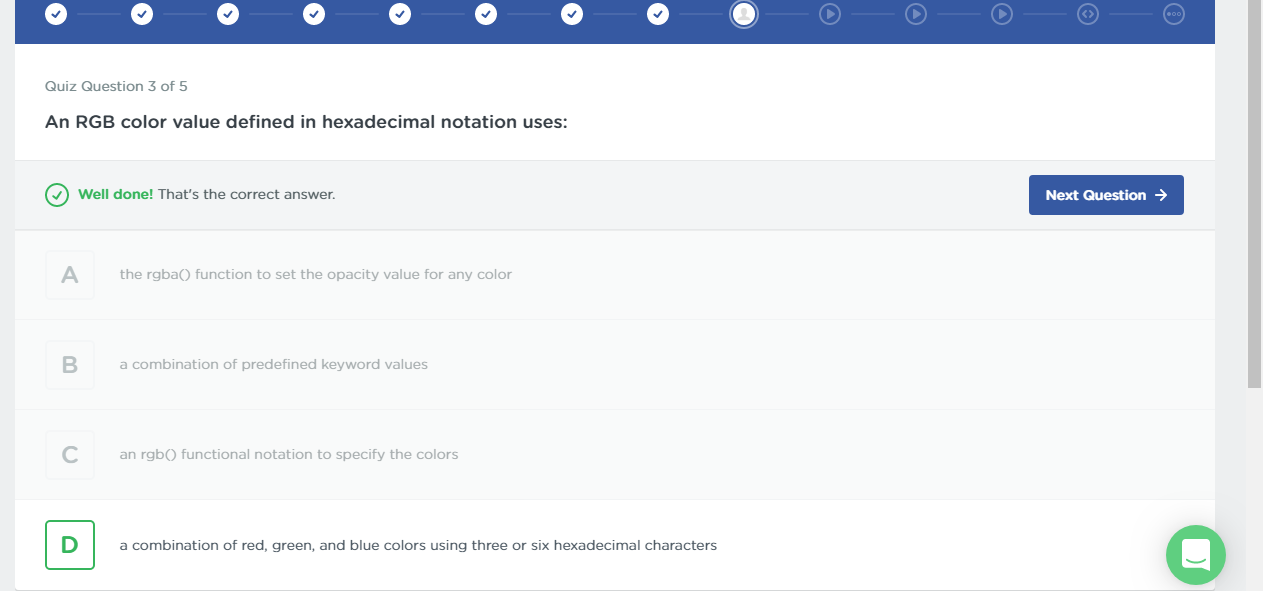 Quiz Question 3 of 5
An RGB color value defined in hexadecimal notation uses:
Well done! That's the correct answer.
Next Question →
A
the rgba() function to set the opacity value for any color
B
a combination of predefined keyword values
C
an rgb() functional notation to specify the colors
D
a combination of red, green, and blue colors using three or six hexadecimal characters